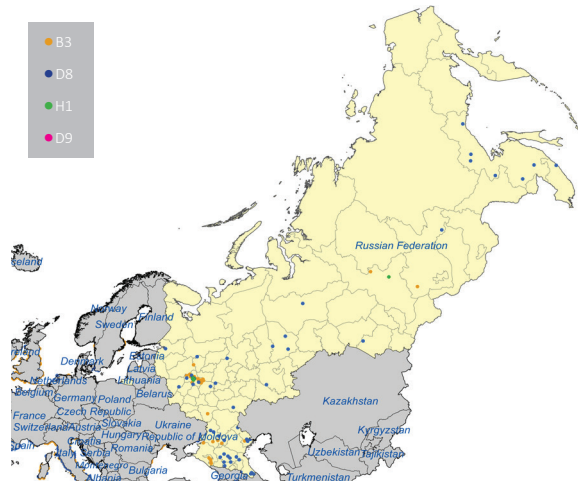 B3
D8
H1
D9
Russian Federation
Norway
Finland
Sweden
Estonia
Latvia
Denmark
Lithuania
Netherlands
Belarus
Belgium
Germany
Poland
Kazakhstan
Czech Republic
France
Slovakia
Ukraine
Switzerland
Austria
Hungary
Republic of Moldova
Kyrgyzstan
Croatia
Romania
Italy
Serbia
Uzbekistan
Tajikistan
Montenegro
Bulgaria
Albania
Georgia
Turkmenistan